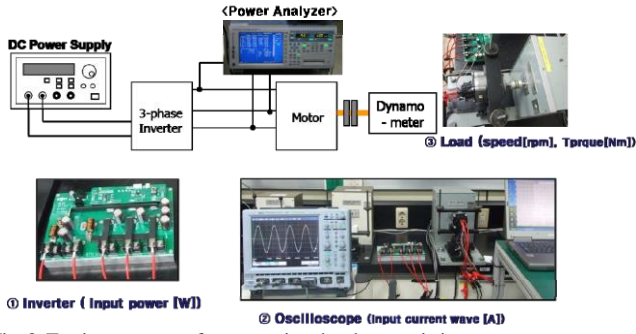 <Power Analyzer>
DC Power Supply
3-phase
Inverter
Motor
Dynamo
- meter
③ Load (speed[rpm], Tprque[Nm])
① Inverter ( Input power [W])
② Oscilloscope (Input current wave [A])